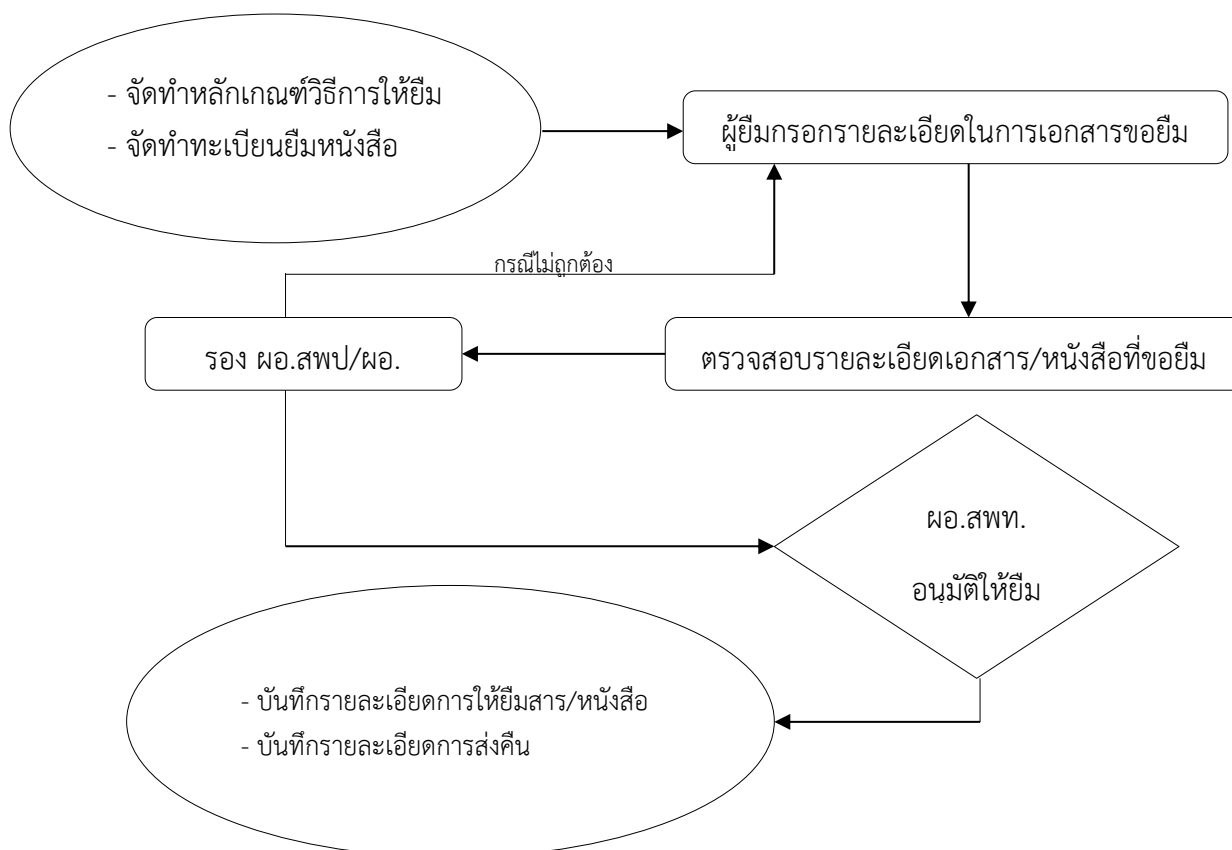 - จัดทำหลักเกณฑ์วิธีการให้ยืม
- จัดทำทะเบียนยืมหนังสือ
ผู้ยืมกรอกรายละเอียดในการเอกสารขอยืม
กรณีไม่ถูกต้อง
รอง ผอ.สพป/ผอ.
ตรวจสอบรายละเอียดเอกสาร/หนังสือที่ขอยืม
ผอ.สพท.
อนุมัติให้ยืม
- บันทึกรายละเอียดการให้ยืมสาร/หนังสือ
- บันทึกรายละเอียดการส่งคืน